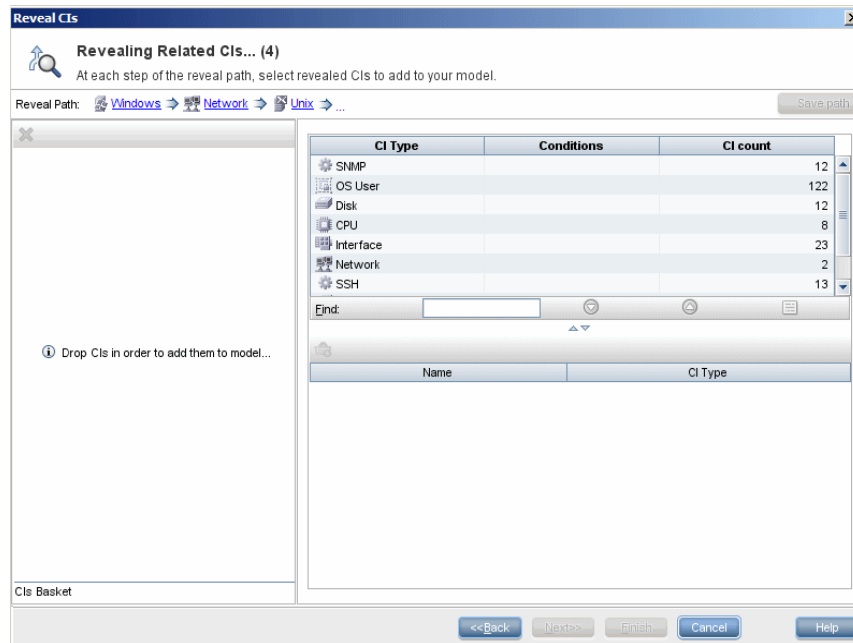 Reveal CIs
Revealing Related CIs... (4)
At each step of the reveal path, select revealed CIs to add to your model.
Reveal Path: Windows Network Unix ...
Save path
CI Type Conditions CI count
SNMP 12
OS User 122
Disk 12
CPU 8
Interface 23
Network 2
SSH 13
Find:
Drop CIs in order to add them to model...
Name CI Type
CIs Basket
<<Back Next>> Finish Cancel Help